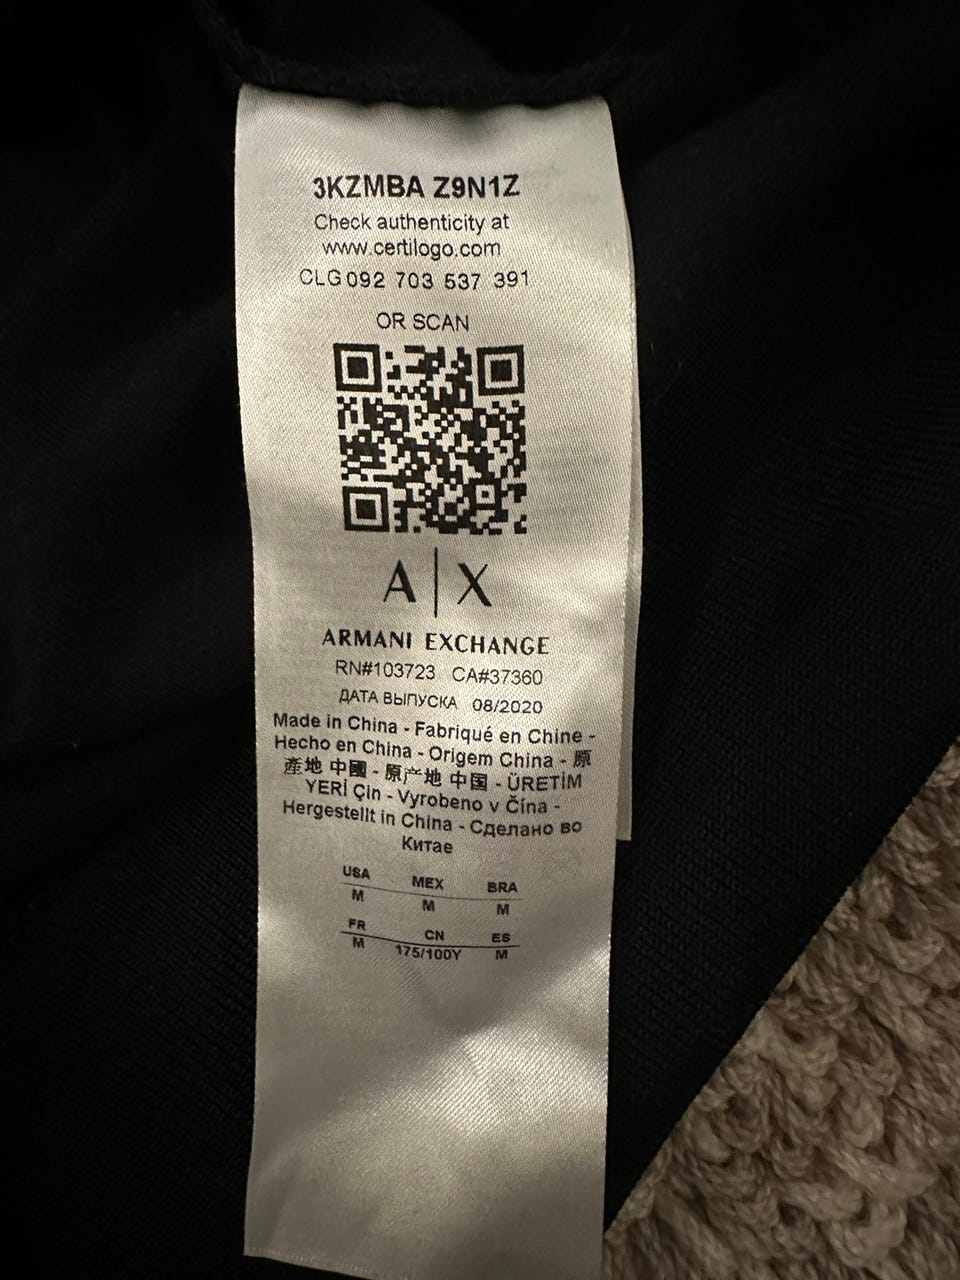 3KZMBA Z9N1Z
Check authenticity at
www.certilogo.com
CLG 092 703 537 391
OR SCAN
A|X
ARMANI EXCHANGE
RN#103723 CA#37360
ДАТА ВЫПУСКА 08/2020
Made in China - Fabriqué en Chine -
Hecho en China - Origem China - 原
產地 中國 - 原产地 中国 - ÜRETİM
YERİ Çin - Vyrobeno v Čína -
Hergestellt in China - Сделано во
Китае
USA MEX BRA
M M M
FR CN ES
M 175/100Y M